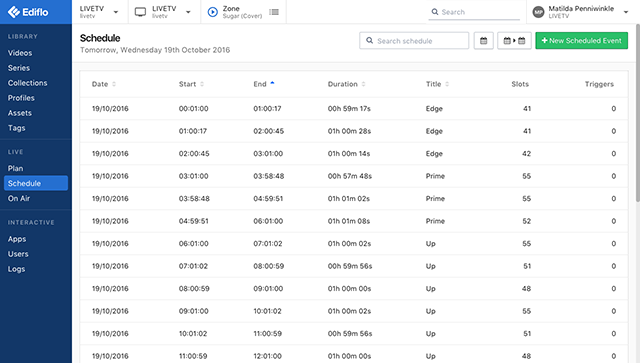 Ediflo
LIVETV
livetv
LIVETV
livetv
Zone
Sugar (Cover)
Search
MP
Matilda Penniwinkle
LIVETV
LIBRARY
Videos
Series
Collections
Profiles
Assets
Tags
LIVE
Plan
Schedule
On Air
INTERACTIVE
Apps
Users
Logs
Schedule
Tomorrow, Wednesday 19th October 2016
Search schedule
+ New Scheduled Event
Date Start End Duration Title Slots Triggers
19/10/2016 00:01:00 01:00:17 00h 59m 17s Edge 41 0
19/10/2016 01:00:17 02:00:45 01h 00m 28s Edge 41 0
19/10/2016 02:00:45 03:01:00 01h 00m 14s Edge 42 0
19/10/2016 03:01:00 03:58:48 00h 57m 48s Prime 55 0
19/10/2016 03:58:48 04:59:51 01h 01m 02s Prime 55 0
19/10/2016 04:59:51 06:01:00 01h 01m 08s Prime 52 0
19/10/2016 06:01:00 07:01:02 01h 00m 02s Up 55 0
19/10/2016 07:01:02 08:00:59 00h 59m 56s Up 51 0
19/10/2016 08:00:59 09:01:00 01h 00m 00s Up 48 0
19/10/2016 09:01:00 10:01:02 01h 00m 02s Up 55 0
19/10/2016 10:01:02 11:00:59 00h 59m 56s Up 51 0
19/10/2016 11:00:59 12:01:00 01h 00m 00s Up 48 0